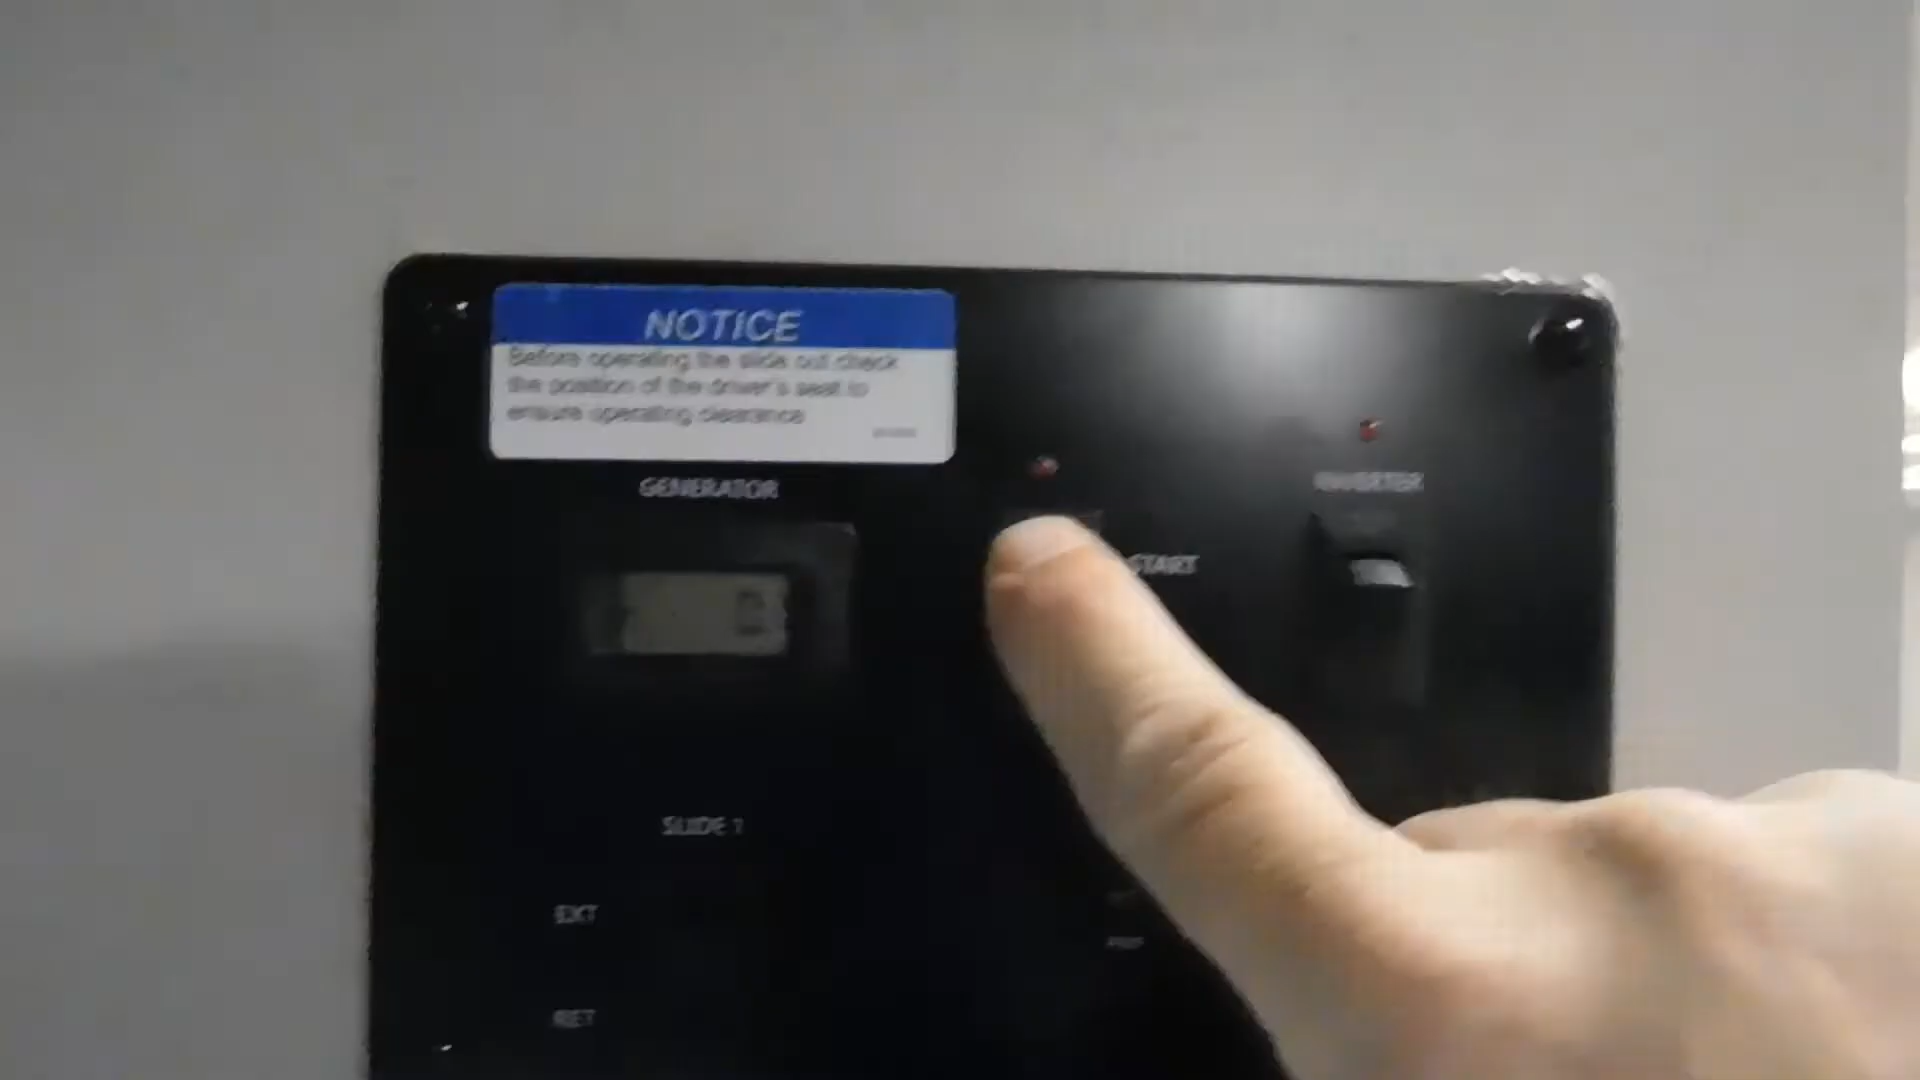 NOTICE
Before operating the slide out check
the position of the driver's seat to
ensure operating clearance
GENERATOR
START
INVERTER
SLIDE 1
EXT
RET